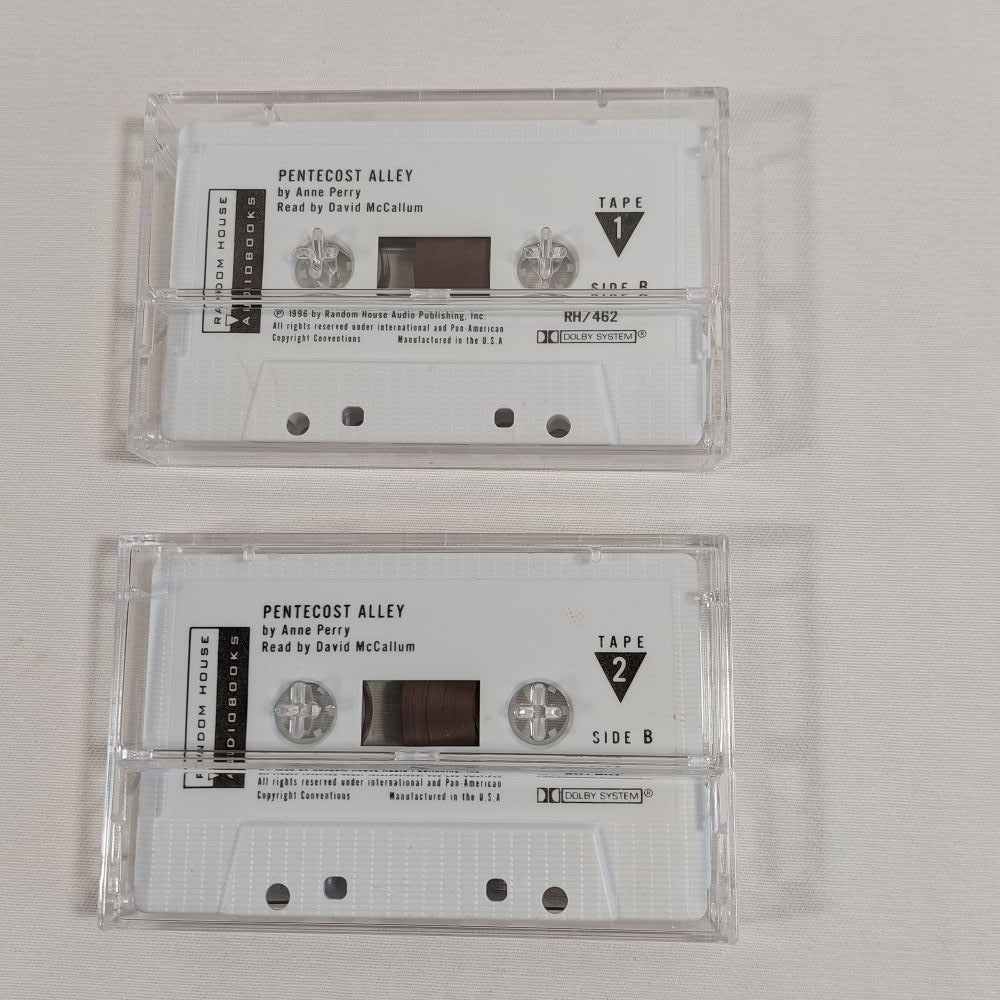 PENTECOST ALLEY
by Anne Perry
Read by David McCallum
RANDOM HOUSE
AUDIOBOOKS
TAPE
1
SIDE B
℗ 1996 by Random House Audio Publishing, Inc.
All rights reserved under international and Pan-American
Copyright Conventions Manufactured in the U.S.A
RH/462
DOLBY SYSTEM®
PENTECOST ALLEY
by Anne Perry
Read by David McCallum
RANDOM HOUSE
AUDIOBOOKS
TAPE
2
SIDE B
All rights reserved under international and Pan-American
Copyright Conventions Manufactured in the U.S.A
DOLBY SYSTEM®